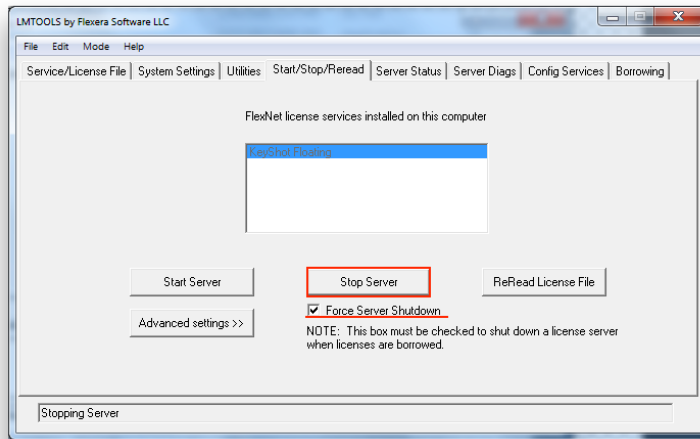 LMTOOLS by Flexera Software LLC
File Edit Mode Help
Service/License File System Settings Utilities Start/Stop/Reread Server Status Server Diags Config Services Borrowing
FlexNet license services installed on this computer
KeyShot Floating
Start Server Stop Server ReRead License File
Force Server Shutdown
Advanced settings >>
NOTE: This box must be checked to shut down a license server
when licenses are borrowed.
Stopping Server